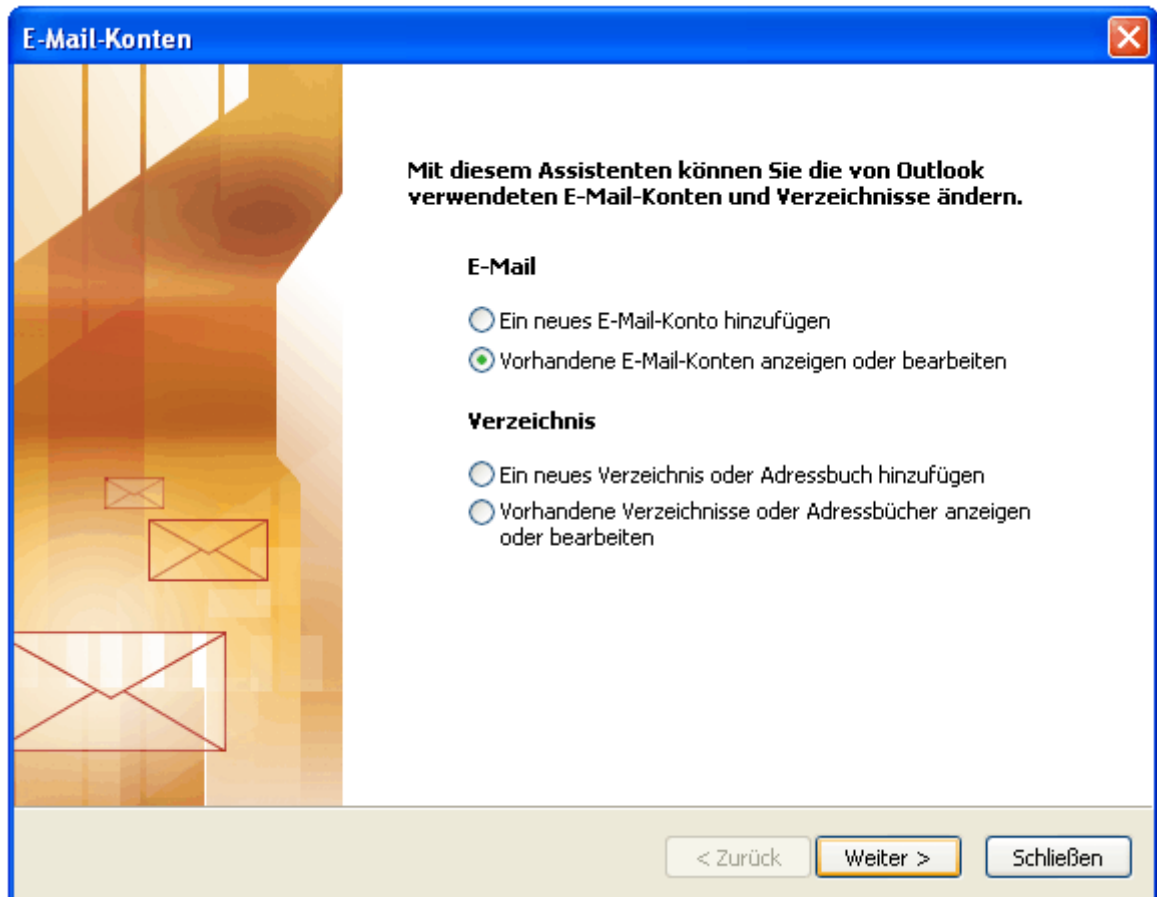 E-Mail-Konten
Mit diesem Assistenten können Sie die von Outlook
verwendeten E-Mail-Konten und Verzeichnisse ändern.
E-Mail
Ein neues E-Mail-Konto hinzufügen
Vorhandene E-Mail-Konten anzeigen oder bearbeiten
Verzeichnis
Ein neues Verzeichnis oder Adressbuch hinzufügen
Vorhandene Verzeichnisse oder Adressbücher anzeigen
oder bearbeiten
< Zurück
Weiter >
Schließen